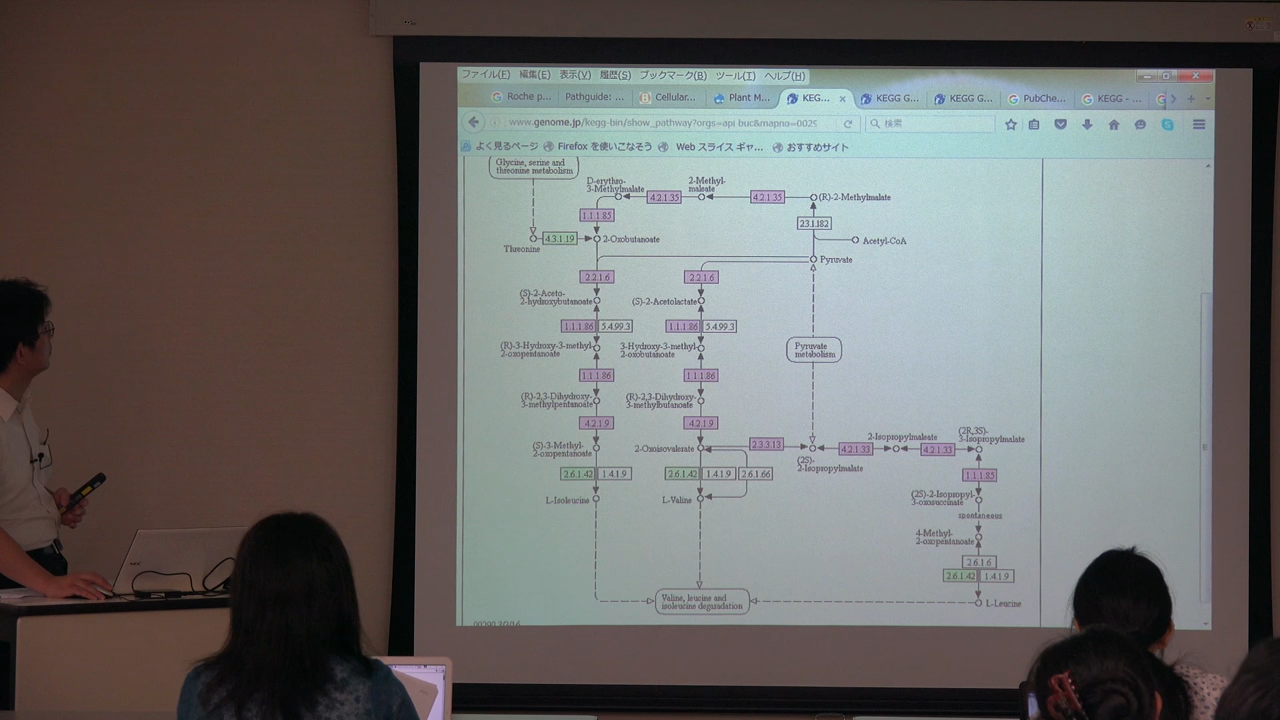 ファイル(F) 編集(E) 表示(V) 履歴(S) ブックマーク(B) ツール(T) ヘルプ(H)
Roche p... Pathguide: ... Cellular... Plant M... KEG... KEGG G... KEGG G... PubChe... KEGG - ...
www.genome.jp/kegg-bin/show_pathway?orgs=api buc&mapno=0029
検索
よく見るページ Firefox を使いこなそう Web スライス ギャ... おすすめサイト
Glycine, serine and
threonine metabolism
D-erythro-
3-Methylmalate
2-Methyl-
maleate
4.2.1.35
4.2.1.35
(R)-2-Methylmalate
1.1.1.85
2.3.1.182
Threonine
4.3.1.19
2-Oxobutanoate
Acetyl-CoA
Pyruvate
2.2.1.6
2.2.1.6
(S)-2-Aceto-
2-hydroxybutanoate
(S)-2-Acetolactate
1.1.1.86 5.4.99.3
1.1.1.86 5.4.99.3
(R)-3-Hydroxy-3-methyl-
2-oxopentanoate
3-Hydroxy-3-methyl-
2-oxobutanoate
Pyruvate
metabolism
1.1.1.86
1.1.1.86
(R)-2,3-Dihydroxy-
3-methylpentanoate
(R)-2,3-Dihydroxy-
3-methylbutanoate
4.2.1.9
4.2.1.9
(S)-3-Methyl-
2-oxopentanoate
2-Oxoisovalerate
2.3.3.13
(2S)-
2-Isopropylmalate
4.2.1.33
2-Isopropylmaleate
4.2.1.33
(2R,3S)-
3-Isopropylmalate
2.6.1.42 1.4.1.9
2.6.1.42 1.4.1.9 2.6.1.66
1.1.1.85
L-Isoleucine
L-Valine
(2S)-2-Isopropyl-
3-oxosuccinate
spontaneous
4-Methyl-
2-oxopentanoate
2.6.1.6
2.6.1.42 1.4.1.9
Valine, leucine and
isoleucine degradation
L-Leucine